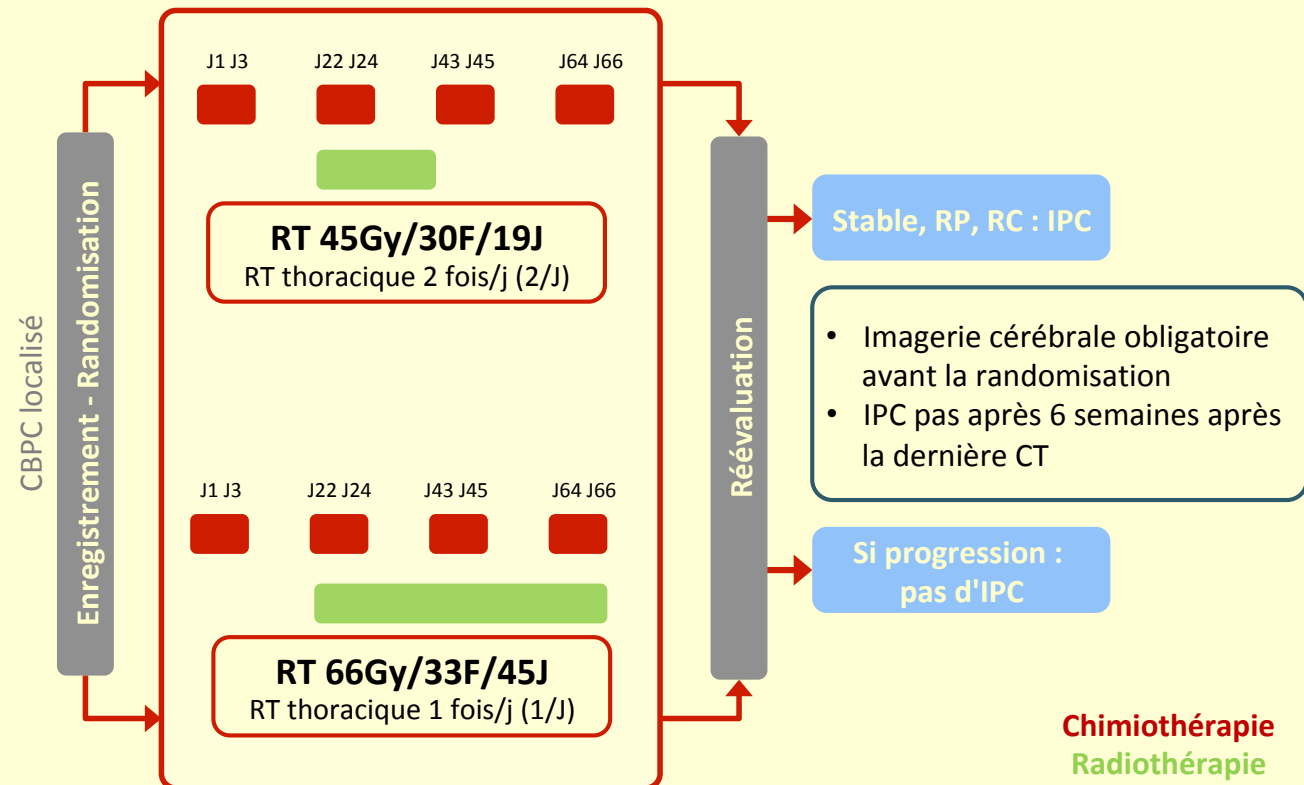 CBPC localisé
Enregistrement - Randomisation
J1 J3
J22 J24
J43 J45
J64 J66
RT 45Gy/30F/19J
RT thoracique 2 fois/j (2/J)
J1 J3
J22 J24
J43 J45
J64 J66
RT 66Gy/33F/45J
RT thoracique 1 fois/j (1/J)
Réévaluation
Stable, RP, RC : IPC
• Imagerie cérébrale obligatoire
avant la randomisation
• IPC pas après 6 semaines après
la dernière CT
Si progression :
pas d'IPC
Chimiothérapie
Radiothérapie